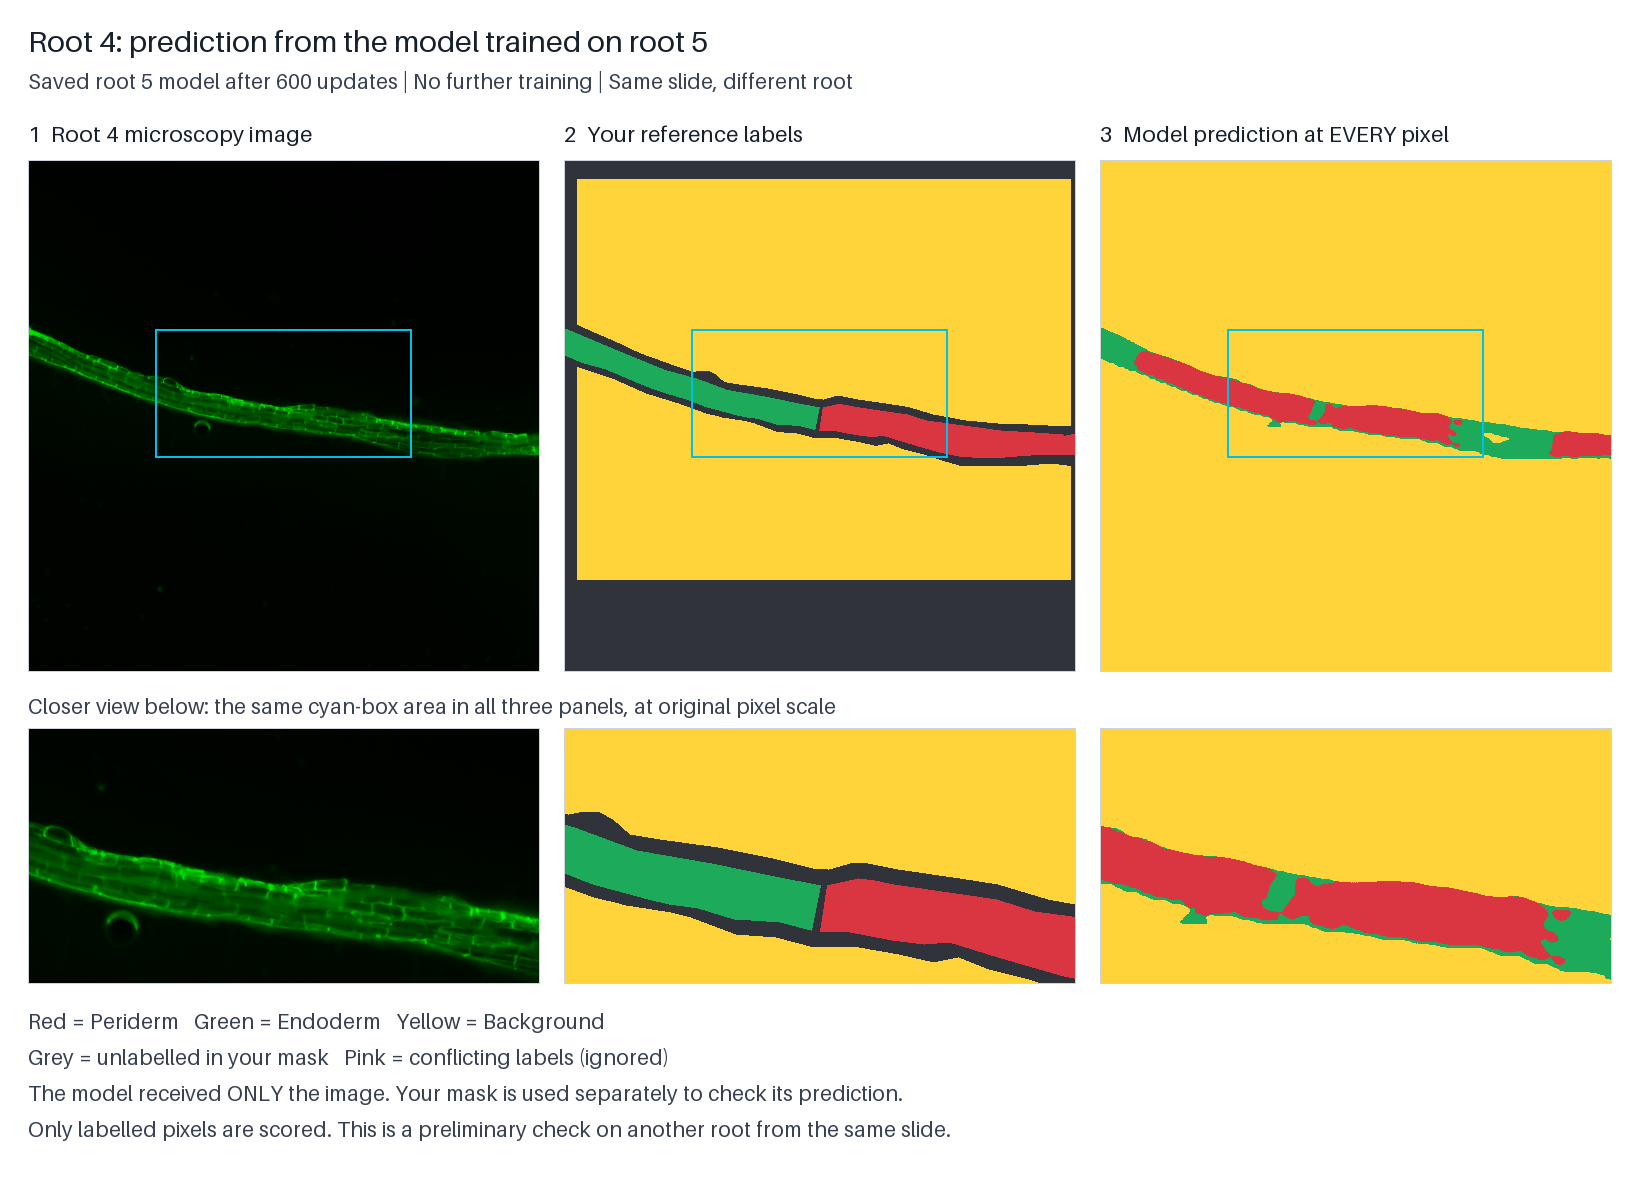 Root 4: prediction from the model trained on root 5
Saved root 5 model after 600 updates | No further training | Same slide, different root
1 Root 4 microscopy image
2 Your reference labels
3 Model prediction at EVERY pixel
Closer view below: the same cyan-box area in all three panels, at original pixel scale
Red = Periderm Green = Endoderm Yellow = Background
Grey = unlabelled in your mask Pink = conflicting labels (ignored)
The model received ONLY the image. Your mask is used separately to check its prediction.
Only labelled pixels are scored. This is a preliminary check on another root from the same slide.